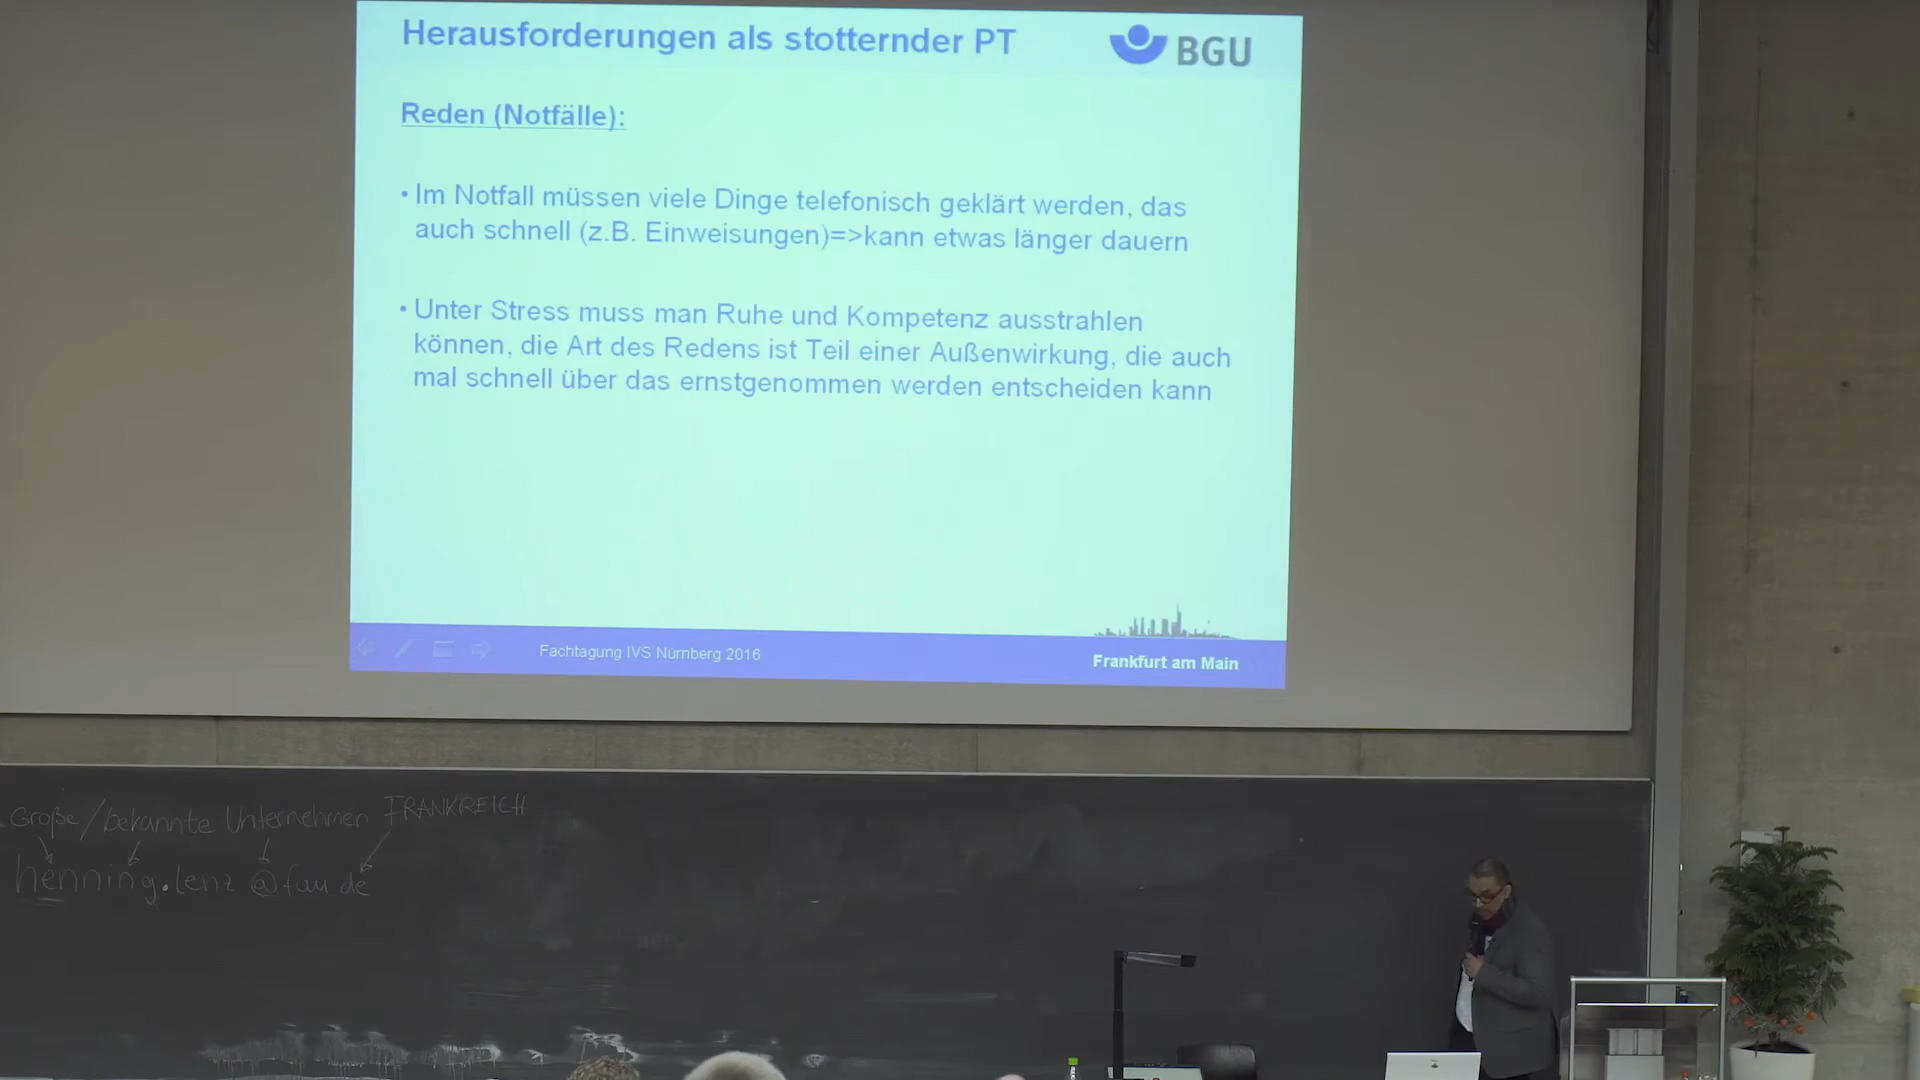 Herausforderungen als stotternder PT
BGU
Reden (Notfälle):
• Im Notfall müssen viele Dinge telefonisch geklärt werden, das
auch schnell (z.B. Einweisungen)=>kann etwas länger dauern
• Unter Stress muss man Ruhe und Kompetenz ausstrahlen
können, die Art des Redens ist Teil einer Außenwirkung, die auch
mal schnell über das ernstgenommen werden entscheiden kann
Fachtagung IVS Nürnberg 2016
Frankfurt am Main
Große/bekannte Unternehmen FRANKREICH
henning.lenz@fau.de